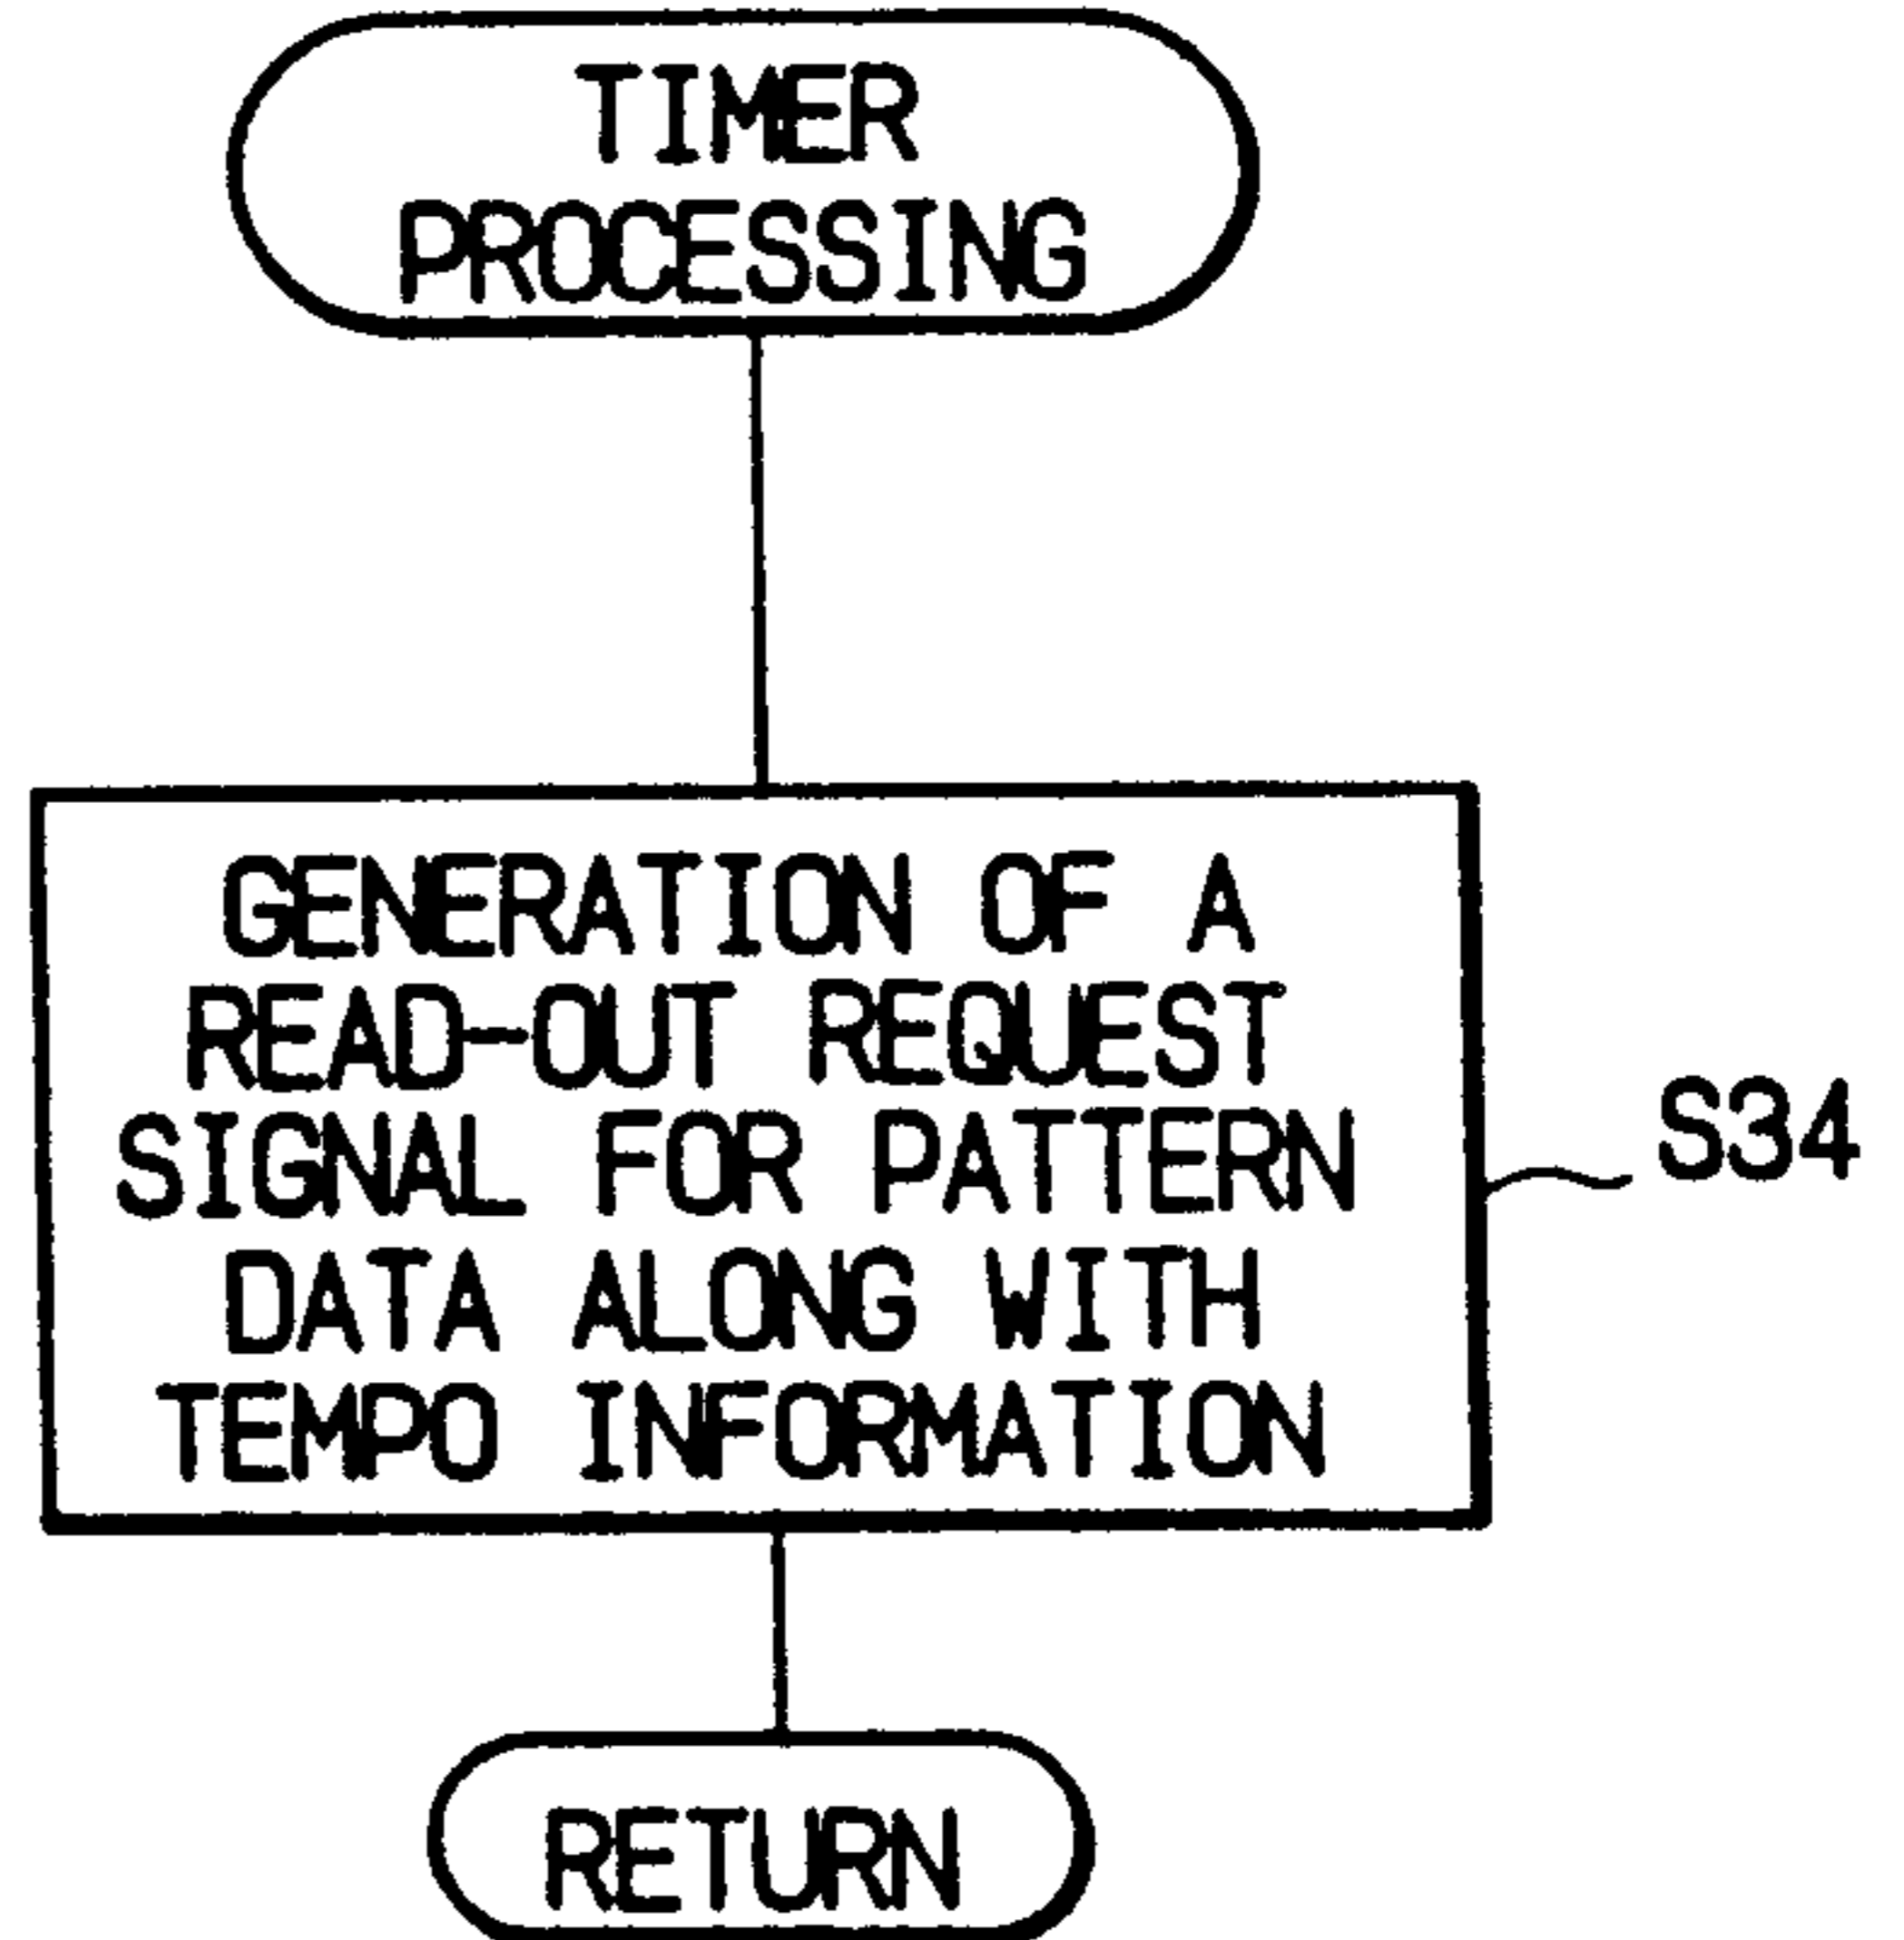 TIMER
PROCESSING
GENERATION OF A
READ-OUT REQUEST
SIGNAL FOR PATTERN
DATA ALONG WITH
TEMPO INFORMATION
S34
RETURN